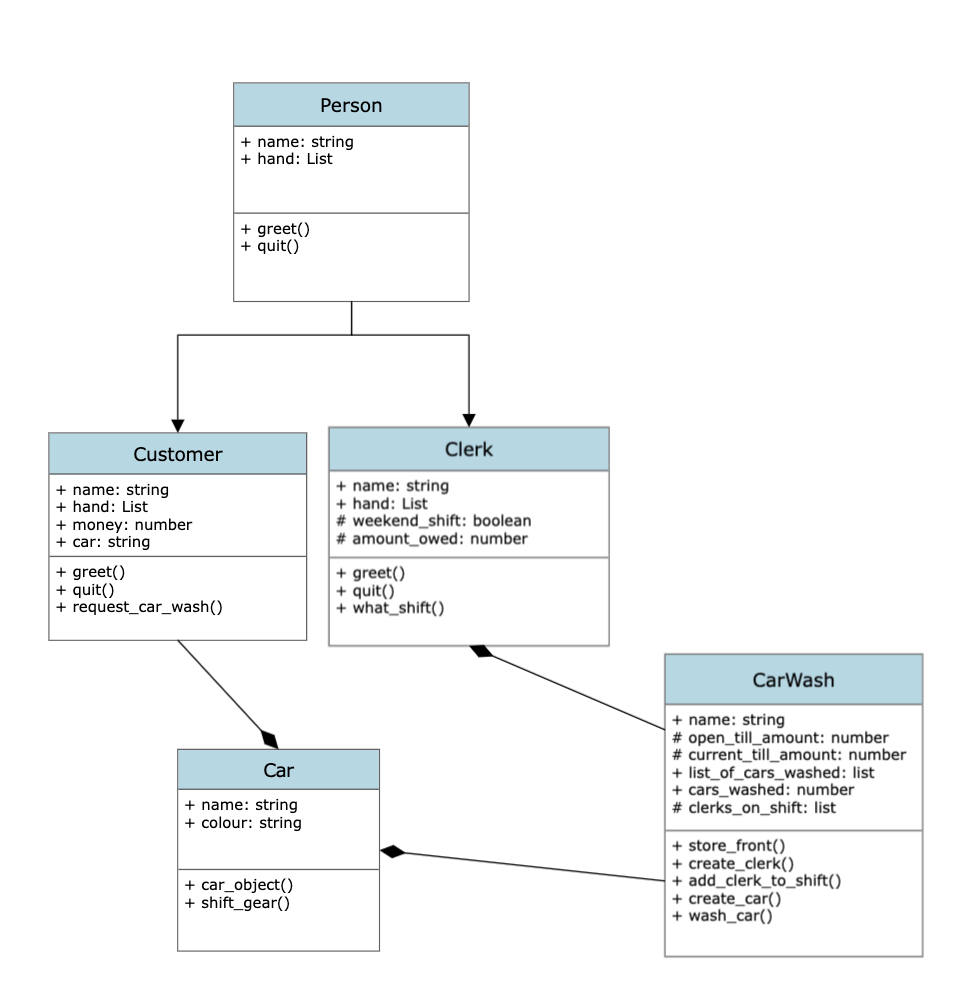 Person
+ name: string
+ hand: List
+ greet()
+ quit()
Customer
+ name: string
+ hand: List
+ money: number
+ car: string
+ greet()
+ quit()
+ request_car_wash()
Clerk
+ name: string
+ hand: List
# weekend_shift: boolean
# amount_owed: number
+ greet()
+ quit()
+ what_shift()
CarWash
+ name: string
# open_till_amount: number
# current_till_amount: number
+ list_of_cars_washed: list
+ cars_washed: number
# clerks_on_shift: list
+ store_front()
+ create_clerk()
+ add_clerk_to_shift()
+ create_car()
+ wash_car()
Car
+ name: string
+ colour: string
+ car_object()
+ shift_gear()